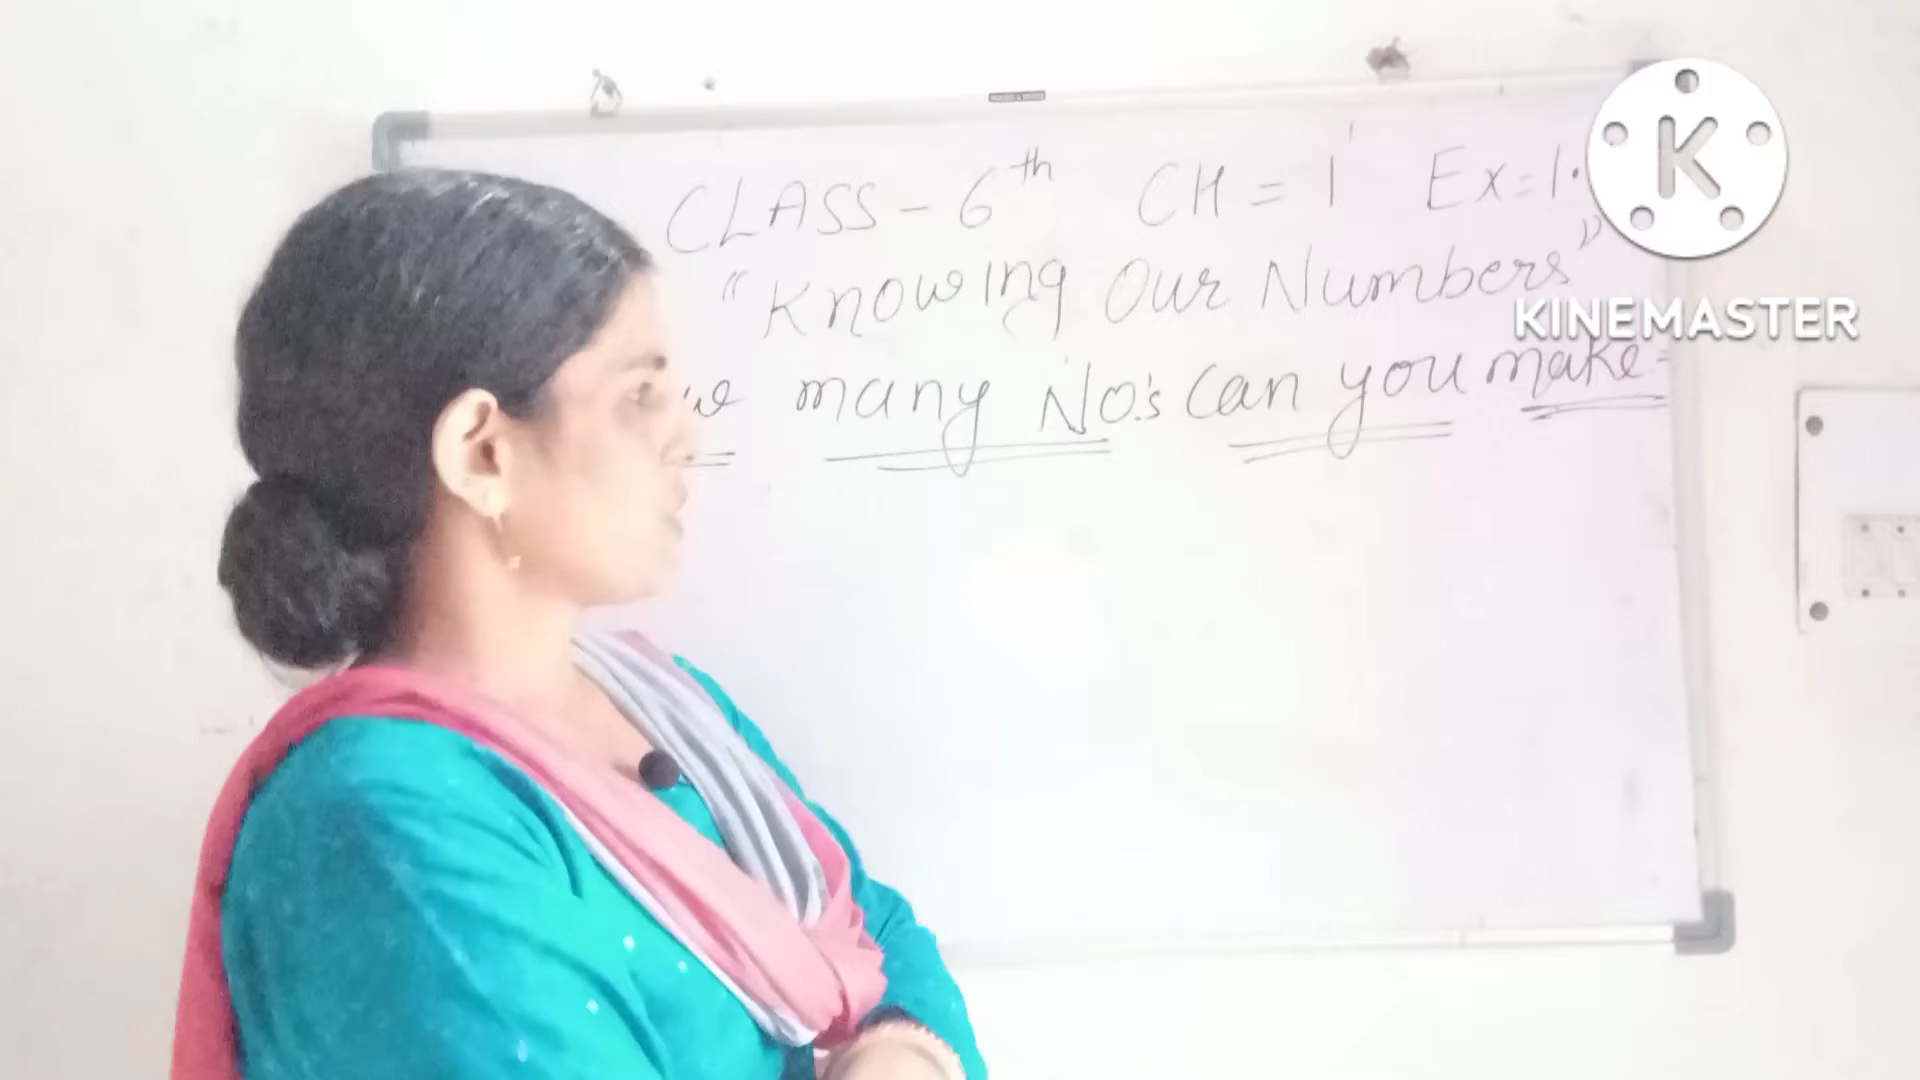 CLASS - 6th CH = 1 Ex = 1.
"Knowing Our Numbers"
many No's can you make :-
K
KINEMASTER